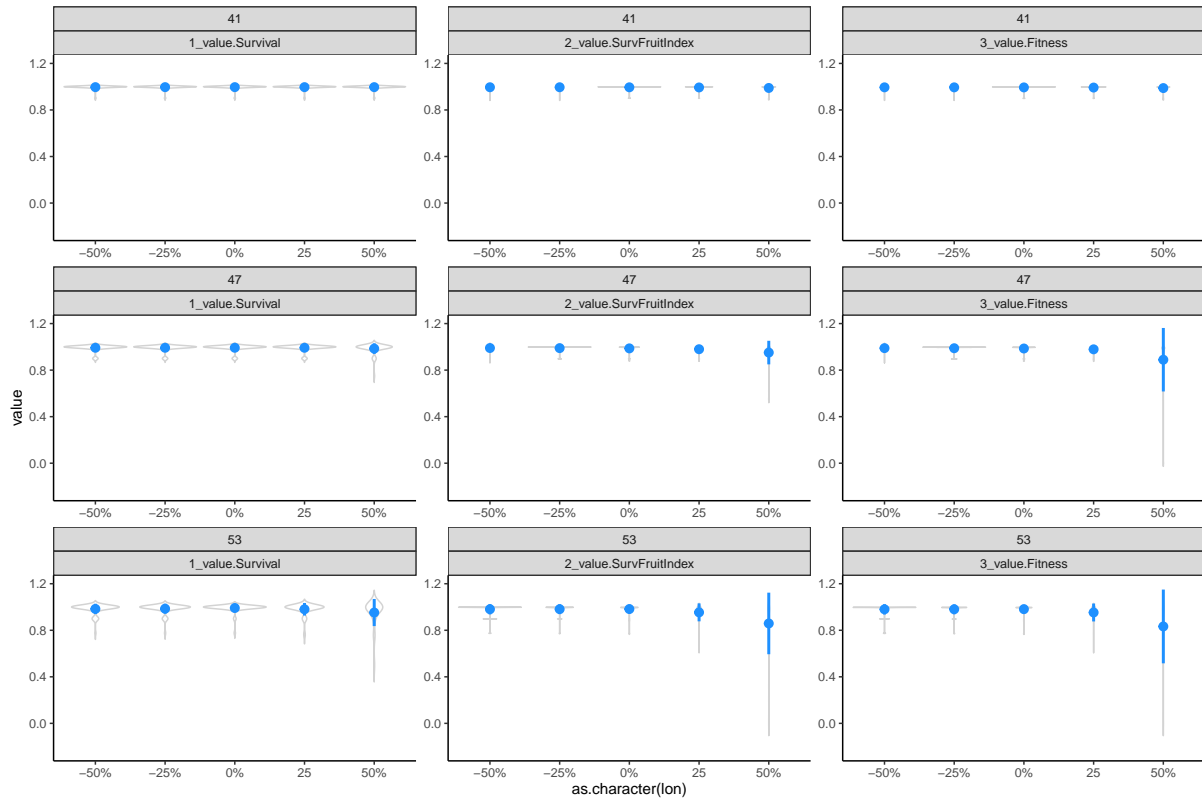 41 41 41
1_value.Survival 2_value.SurvFruitIndex 3_value.Fitness
1.2 1.2 1.2
0.8 0.8 0.8
0.4 0.4 0.4
0.0 0.0 0.0
−50% −25% 0% 25 50% −50% −25% 0% 25 50% −50% −25% 0% 25 50%
47 47 47
1_value.Survival 2_value.SurvFruitIndex 3_value.Fitness
1.2 1.2 1.2
0.8 0.8 0.8
value
0.4 0.4 0.4
0.0 0.0 0.0
−50% −25% 0% 25 50% −50% −25% 0% 25 50% −50% −25% 0% 25 50%
53 53 53
1_value.Survival 2_value.SurvFruitIndex 3_value.Fitness
1.2 1.2 1.2
0.8 0.8 0.8
0.4 0.4 0.4
0.0 0.0 0.0
−50% −25% 0% 25 50% −50% −25% 0% 25 50% −50% −25% 0% 25 50%
as.character(lon)